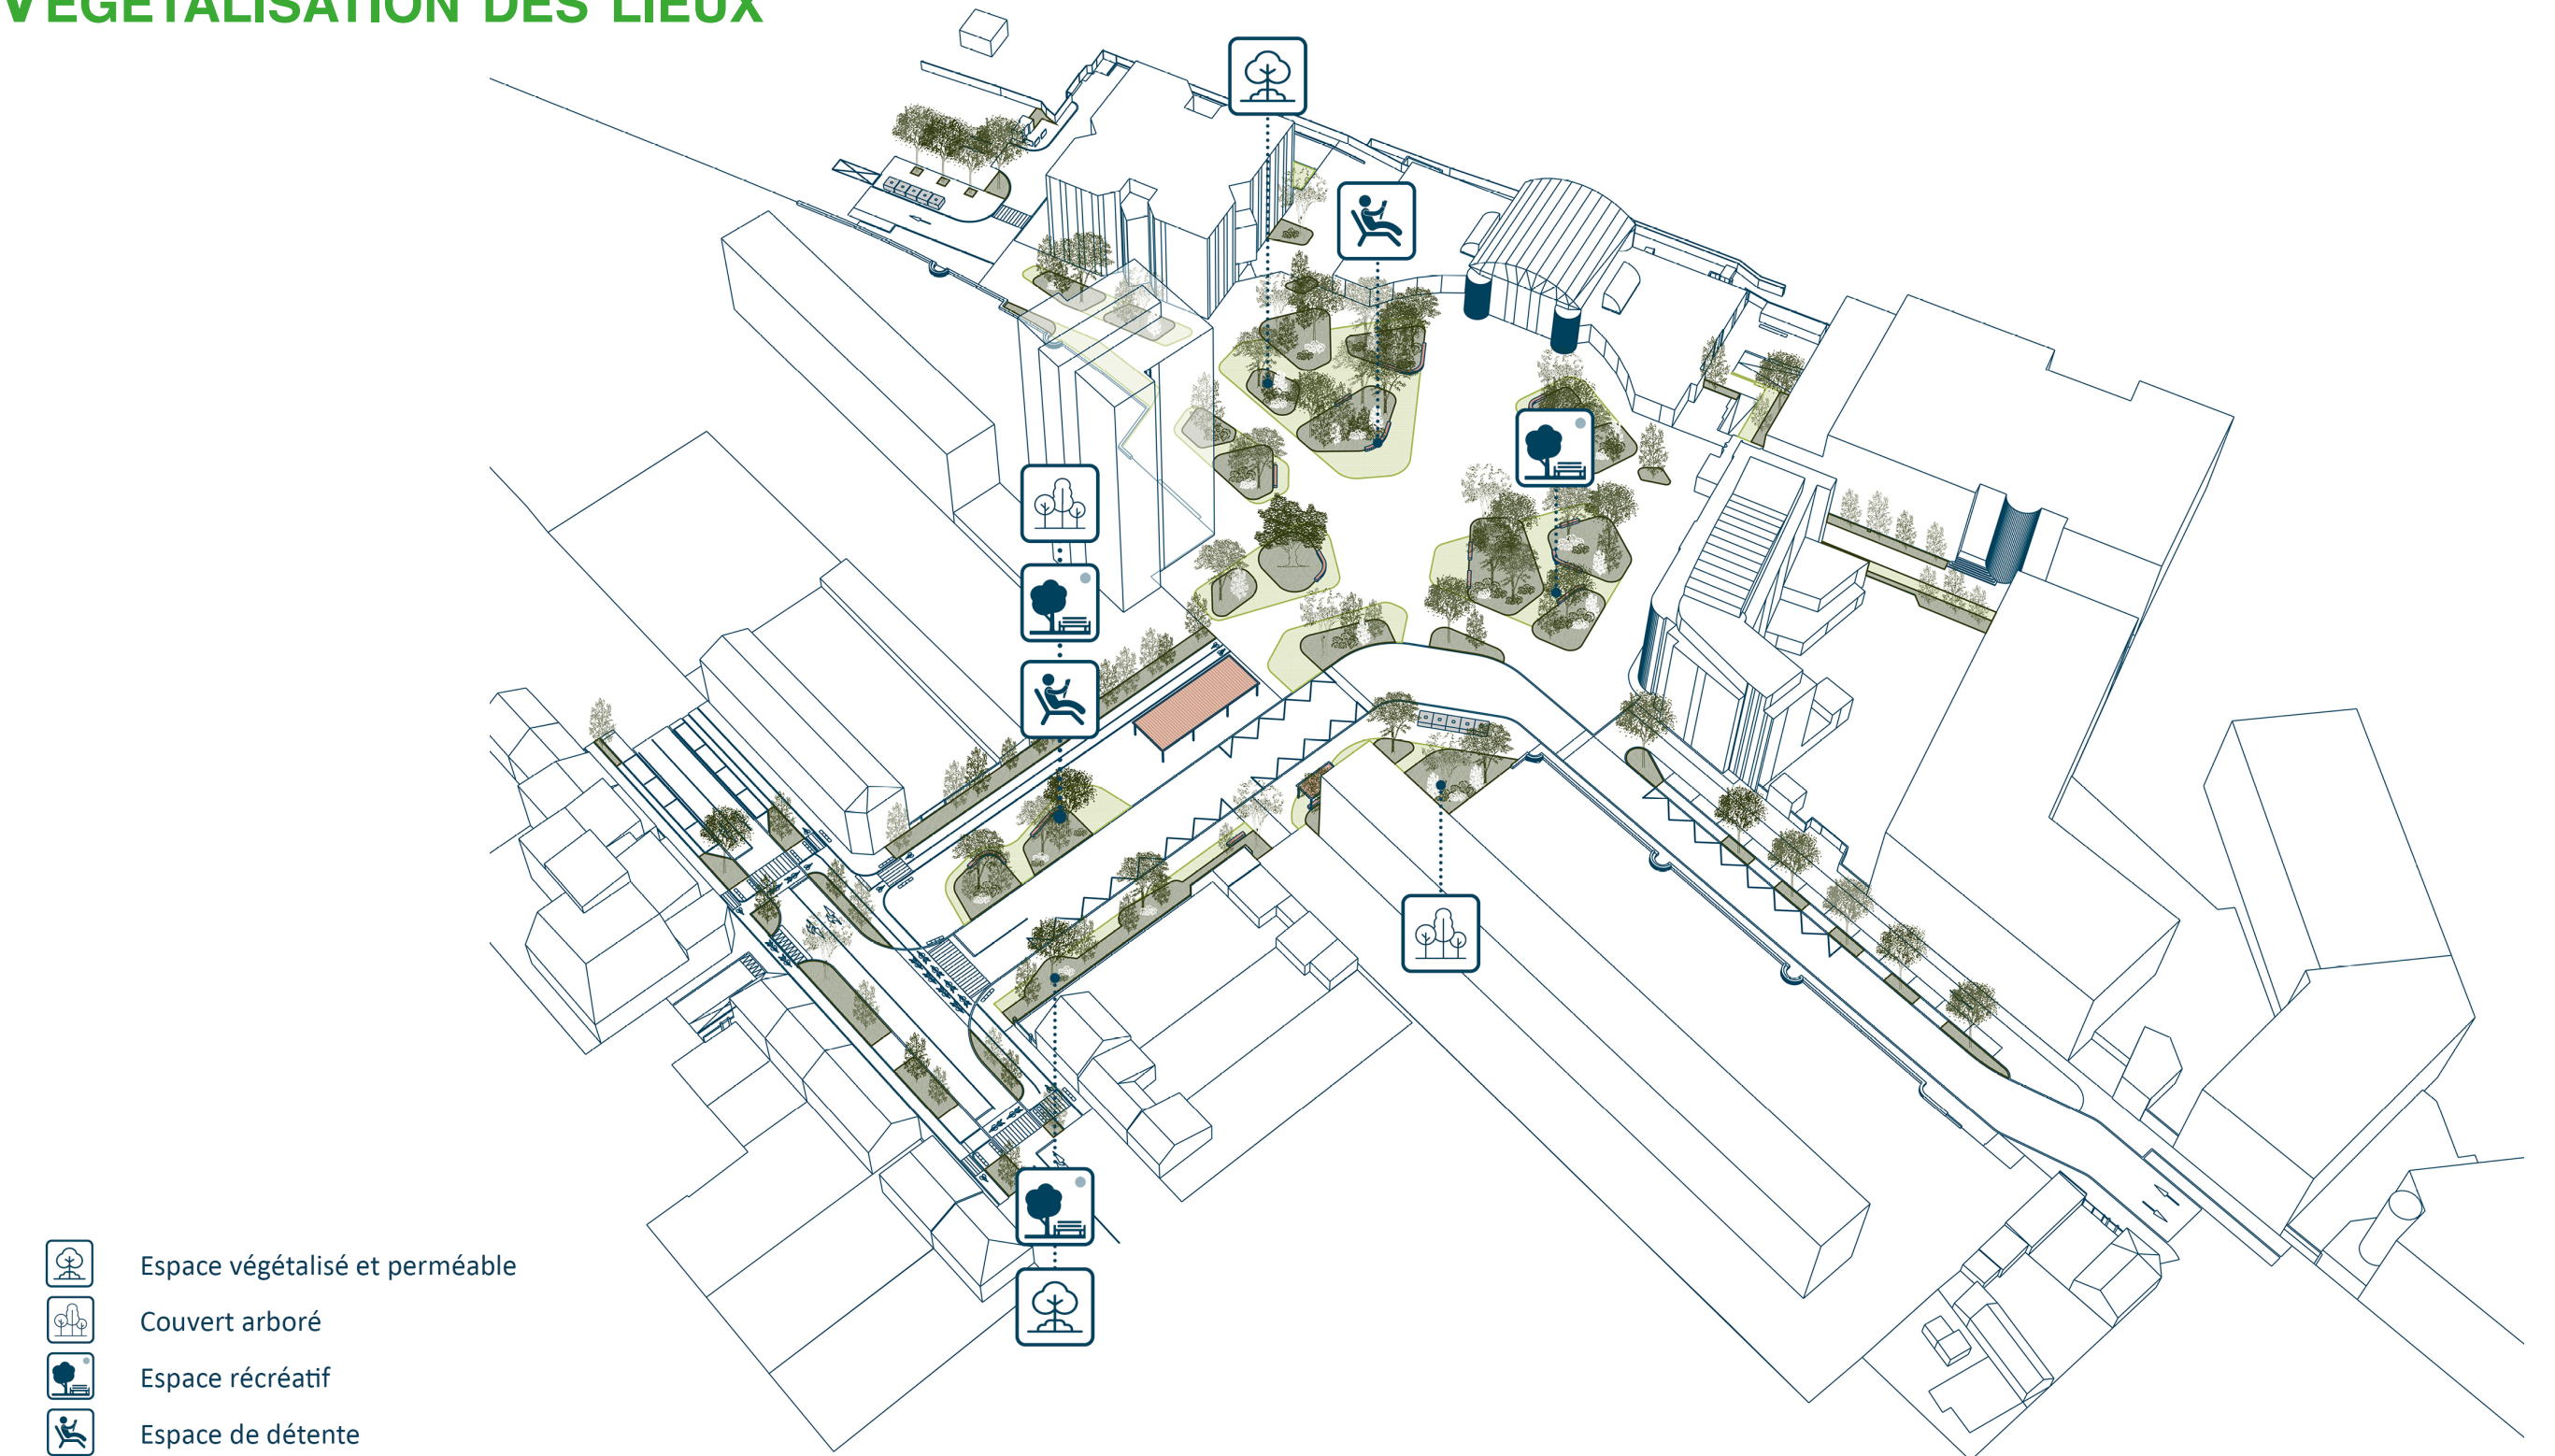 VÉGÉTALISATION DES LIEUX
Espace végétalisé et perméable
Couvert arboré
Espace récréatif
Espace de détente